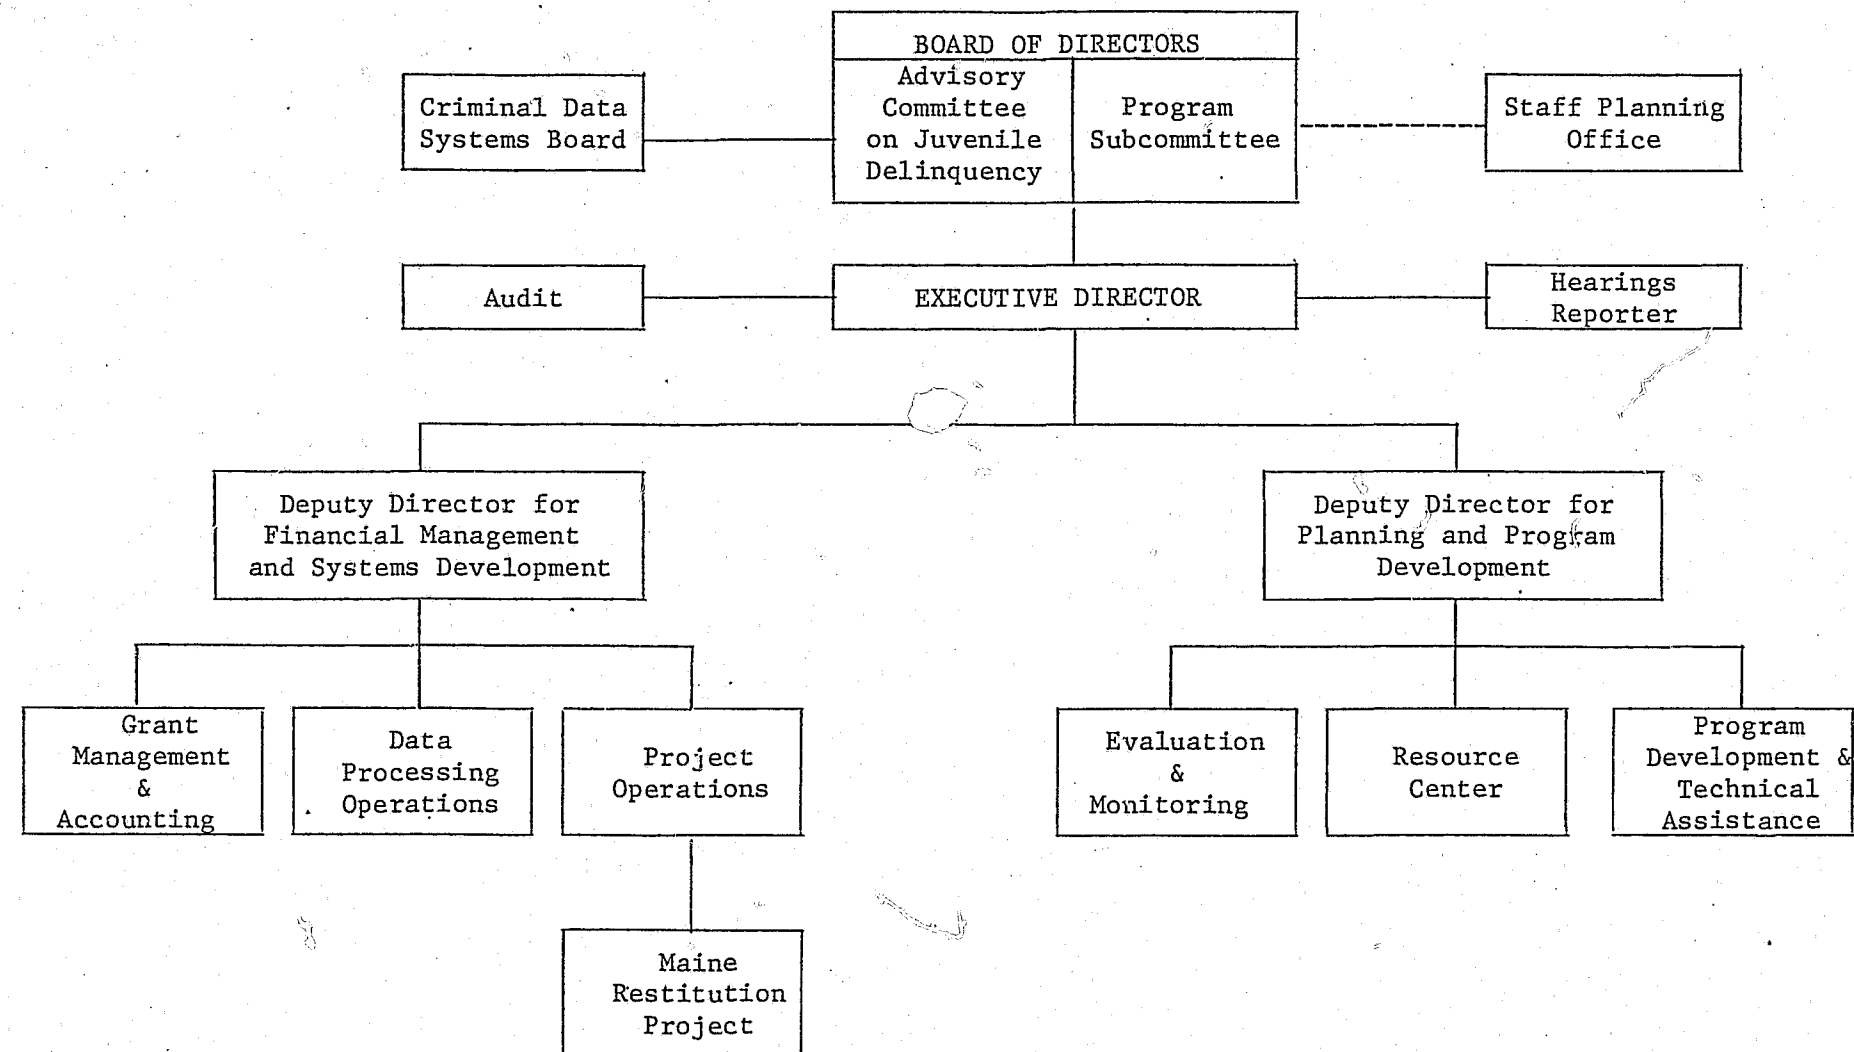 BOARD OF DIRECTORS
Criminal Data
Systems Board
Advisory
Committee
on Juvenile
Delinquency
Program
Subcommittee
Staff Planning
Office
Audit
EXECUTIVE DIRECTOR
Hearings
Reporter
Deputy Director for
Financial Management
and Systems Development
Deputy Director for
Planning and Program
Development
Grant
Management
&
Accounting
Data
Processing
Operations
Project
Operations
Evaluation
&
Monitoring
Resource
Center
Program
Development &
Technical
Assistance
Maine
Restitution
Project